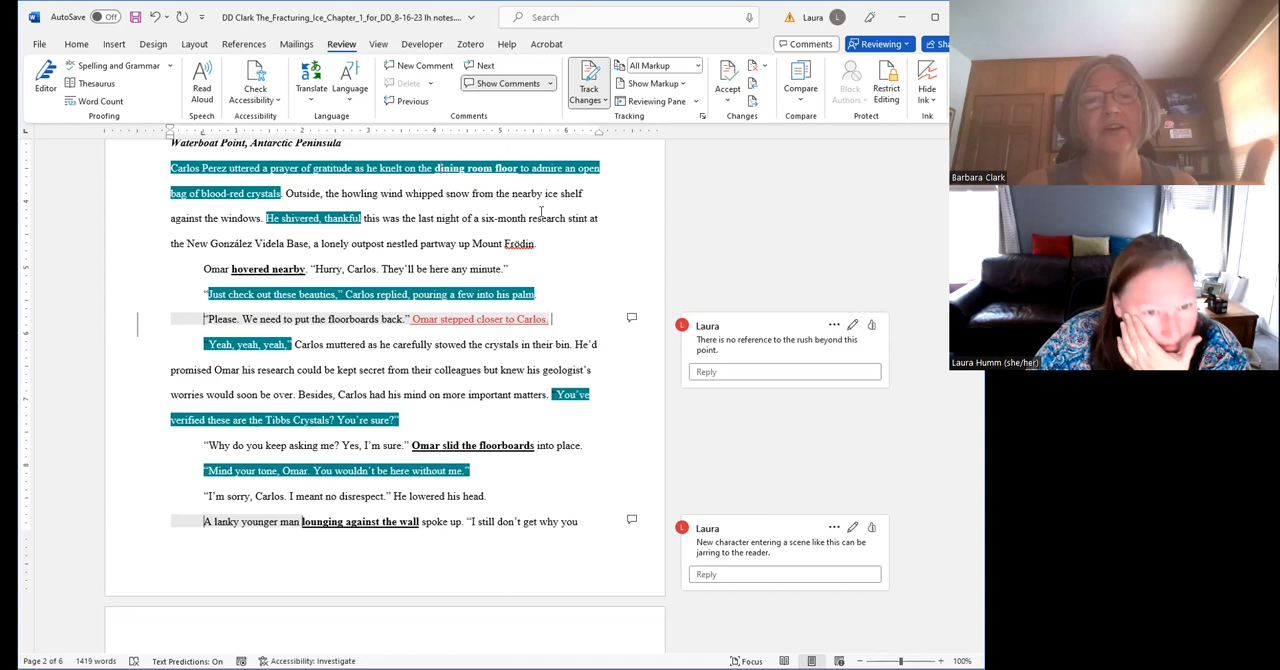 AutoSave Off DD Clark The_Fracturing_Ice_Chapter_1_for_DD_8-16-23 lh notes.... Search Laura L
File Home Insert Design Layout References Mailings Review View Developer Zotero Help Acrobat Comments Reviewing Sha
Editor
Spelling and Grammar
Thesaurus
Word Count
Proofing
Read Aloud
Speech
Check Accessibility
Accessibility
Translate
Language
Language
New Comment
Delete
Previous
Next
Show Comments
Comments
Track Changes
All Markup
Show Markup
Reviewing Pane
Tracking
Accept
Changes
Compare
Compare
Block Authors
Restrict Editing
Protect
Hide Ink
Ink
Barbara Clark
Laura Humm (she/her)
1 2 3 4 5 6
Waterboat Point, Antarctic Peninsula
Carlos Perez uttered a prayer of gratitude as he knelt on the dining room floor to admire an open
bag of blood-red crystals. Outside, the howling wind whipped snow from the nearby ice shelf
against the windows. He shivered, thankful this was the last night of a six-month research stint at
the New González Videla Base, a lonely outpost nestled partway up Mount Frödin.
Omar hovered nearby. “Hurry, Carlos. They’ll be here any minute.”
“Just check out these beauties,” Carlos replied, pouring a few into his palm.
“Please. We need to put the floorboards back.” Omar stepped closer to Carlos.
“Yeah, yeah, yeah,” Carlos muttered as he carefully stowed the crystals in their bin. He’d
promised Omar his research could be kept secret from their colleagues but knew his geologist’s
worries would soon be over. Besides, Carlos had his mind on more important matters. “You’ve
verified these are the Tibbs Crystals? You’re sure?”
“Why do you keep asking me? Yes, I’m sure.” Omar slid the floorboards into place.
“Mind your tone, Omar. You wouldn’t be here without me.”
“I’m sorry, Carlos. I meant no disrespect.” He lowered his head.
A lanky younger man lounging against the wall spoke up. “I still don’t get why you
L Laura
There is no reference to the rush beyond this
point.
Reply
L Laura
New character entering a scene like this can be
jarring to the reader.
Reply
Page 2 of 6 1419 words Text Predictions: On Accessibility: Investigate Focus 100%